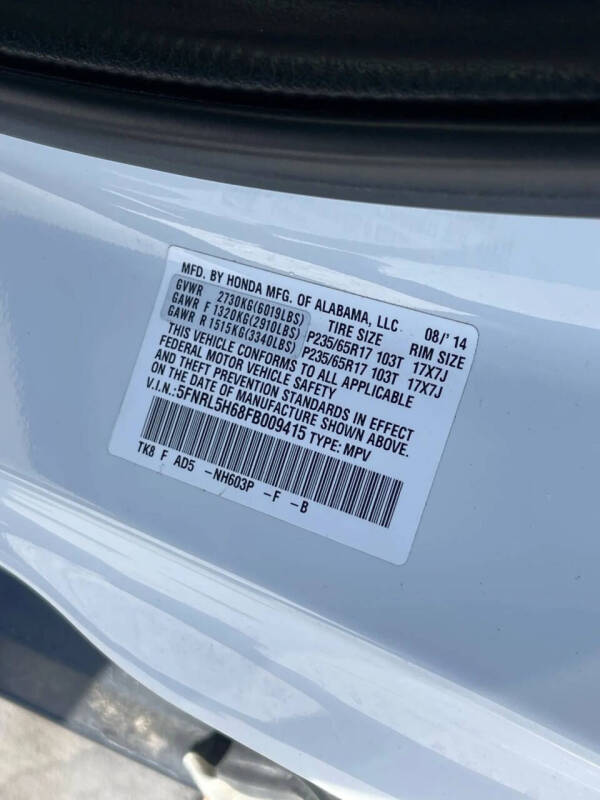 MFD. BY HONDA MFG. OF ALABAMA, LLC 08/'14
GVWR 2730KG(6019LBS) TIRE SIZE RIM SIZE
GAWR F 1320KG(2910LBS) P235/65R17 103T 17X7J
GAWR R 1515KG(3340LBS) P235/65R17 103T 17X7J
THIS VEHICLE CONFORMS TO ALL APPLICABLE
FEDERAL MOTOR VEHICLE SAFETY
AND THEFT PREVENTION STANDARDS IN EFFECT
ON THE DATE OF MANUFACTURE SHOWN ABOVE.
V.I.N.:5FNRL5H68FB009415 TYPE: MPV
TK8 F AD5 -NH603P -F -B